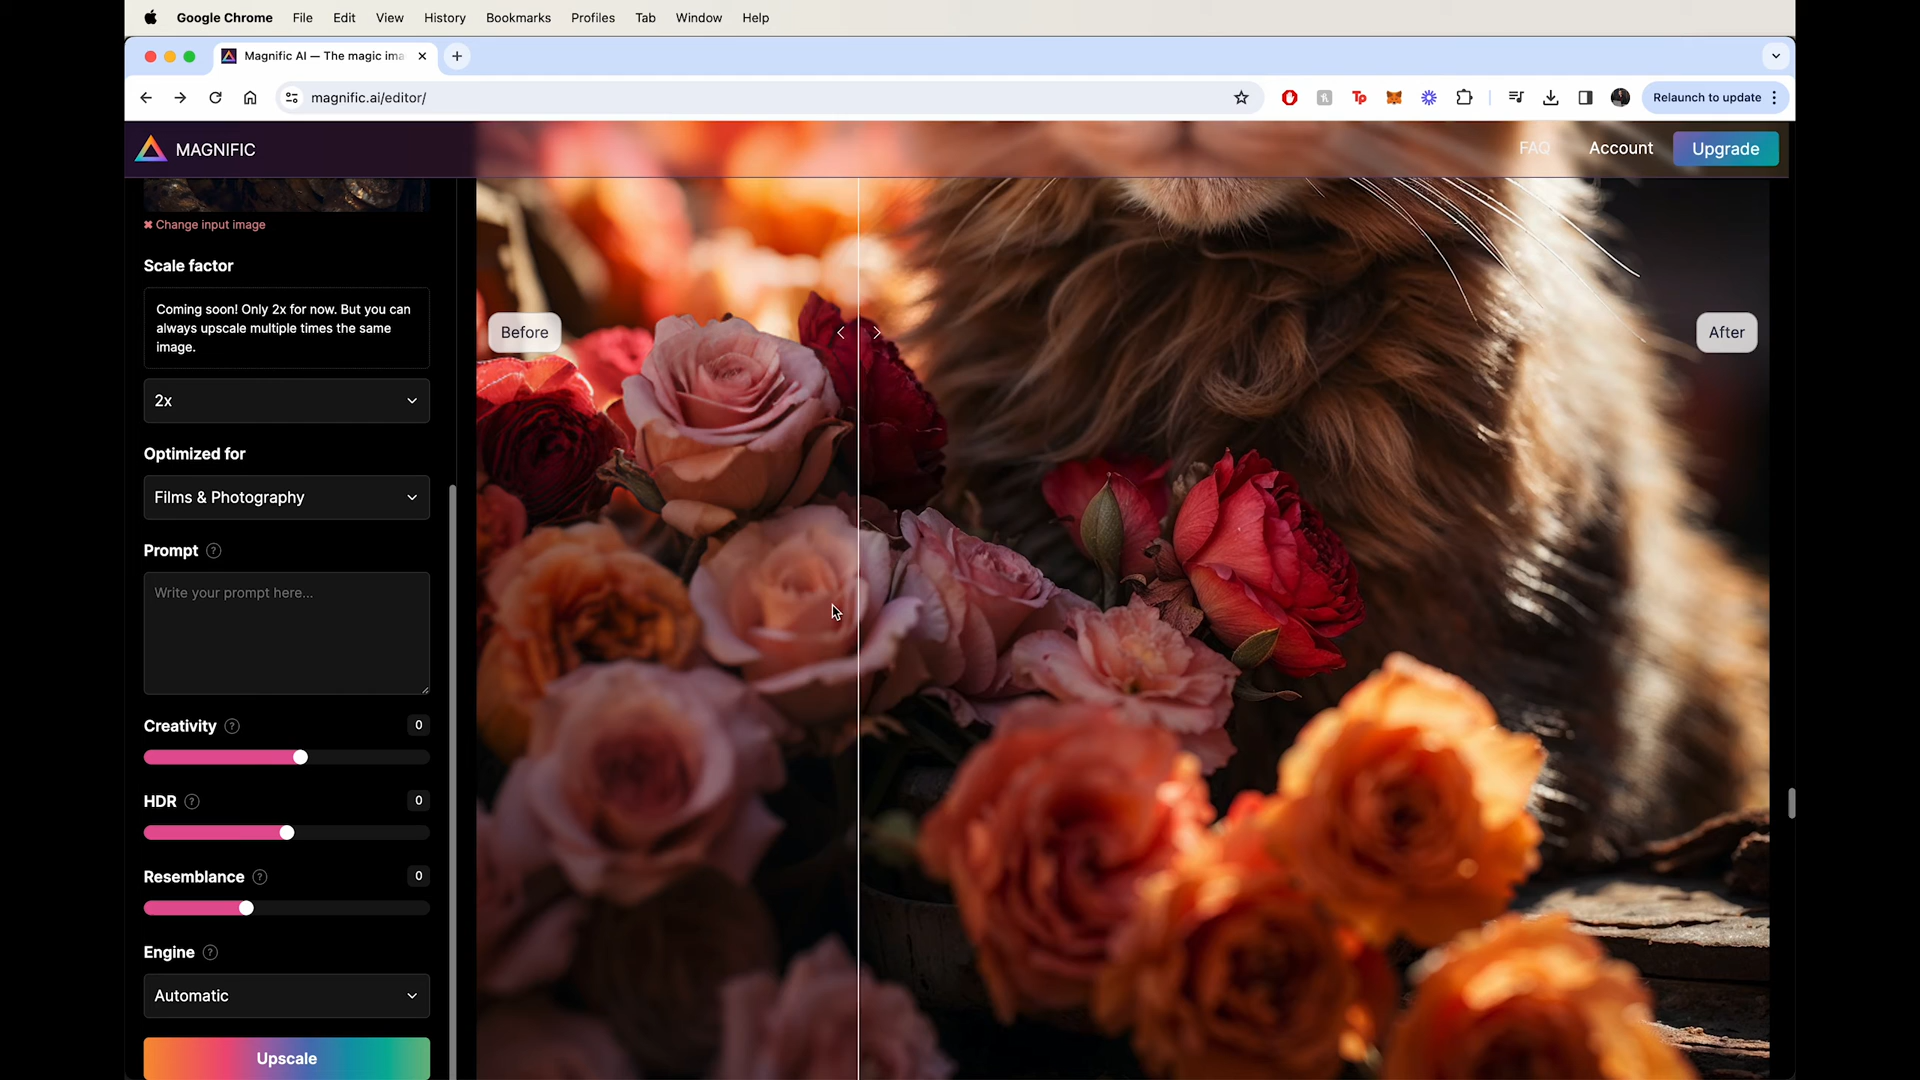 Google Chrome File Edit View History Bookmarks Profiles Tab Window Help
Magnific AI — The magic ima
magnific.ai/editor/
Relaunch to update
MAGNIFIC
FAQ Account Upgrade
✖ Change input image
Scale factor
Coming soon! Only 2x for now. But you can
always upscale multiple times the same
image.
2x
Optimized for
Films & Photography
Prompt ?
Write your prompt here...
Creativity ? 0
HDR ? 0
Resemblance ? 0
Engine ?
Automatic
Upscale
Before
After
Tp